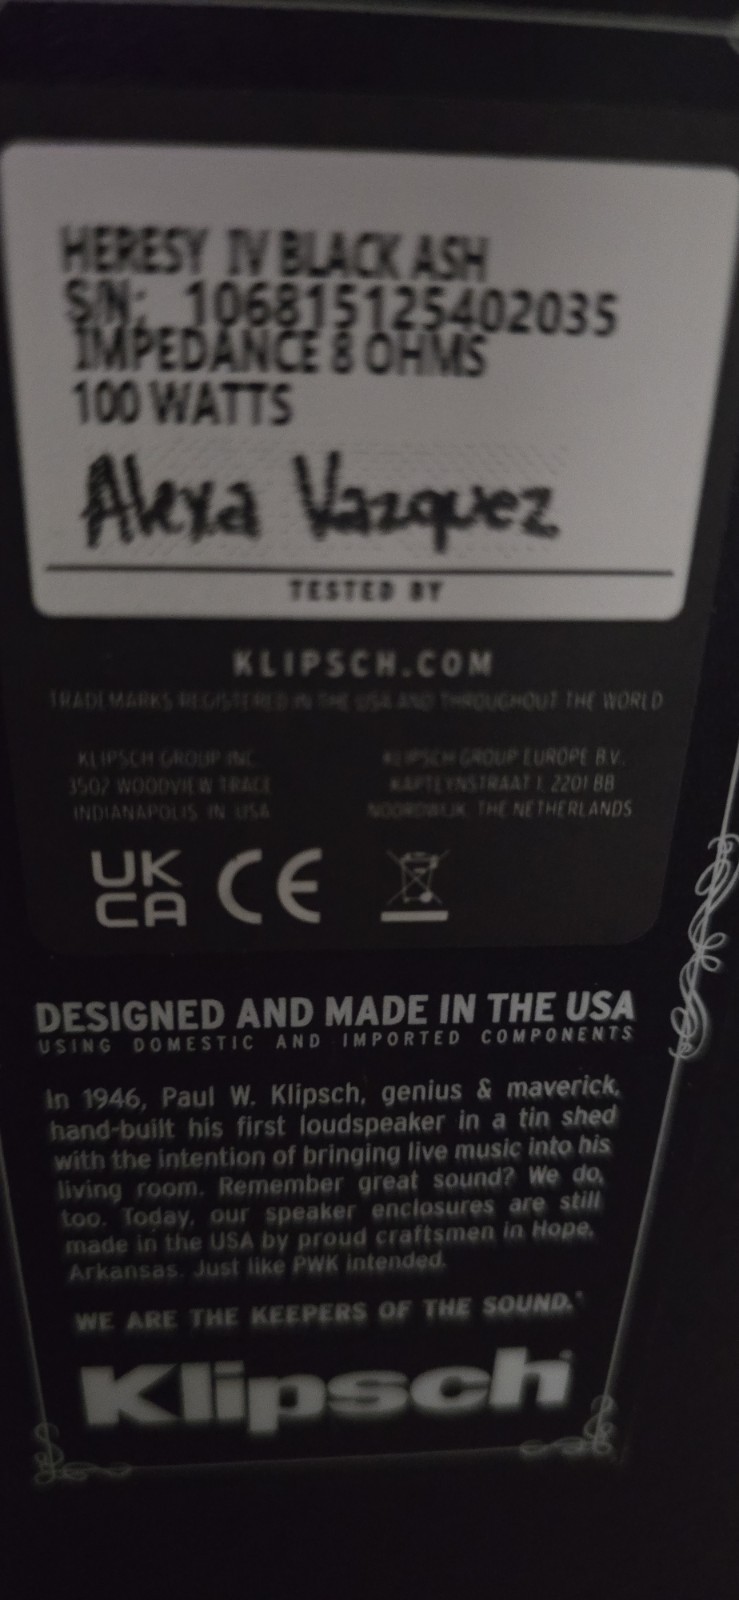 HERESY IV BLACK ASH
S/N: 106815125402035
IMPEDANCE 8 OHMS
100 WATTS
Alexa Vazquez
TESTED BY
KLIPSCH.COM
TRADEMARKS REGISTERED IN THE USA AND THROUGHOUT THE WORLD
KLIPSCH GROUP INC.
3502 WOODVIEW TRACE
INDIANAPOLIS IN USA
KLIPSCH GROUP EUROPE B.V.
KAPTEYNSTRAAT 1, 2201 BB
NOORDWIJK, THE NETHERLANDS
UK
CA
CE
DESIGNED AND MADE IN THE USA
USING DOMESTIC AND IMPORTED COMPONENTS
In 1946, Paul W. Klipsch, genius & maverick,
hand-built his first loudspeaker in a tin shed
with the intention of bringing live music into his
living room. Remember great sound? We do,
too. Today, our speaker enclosures are still
made in the USA by proud craftsmen in Hope,
Arkansas. Just like PWK intended.
WE ARE THE KEEPERS OF THE SOUND.®
Klipsch®